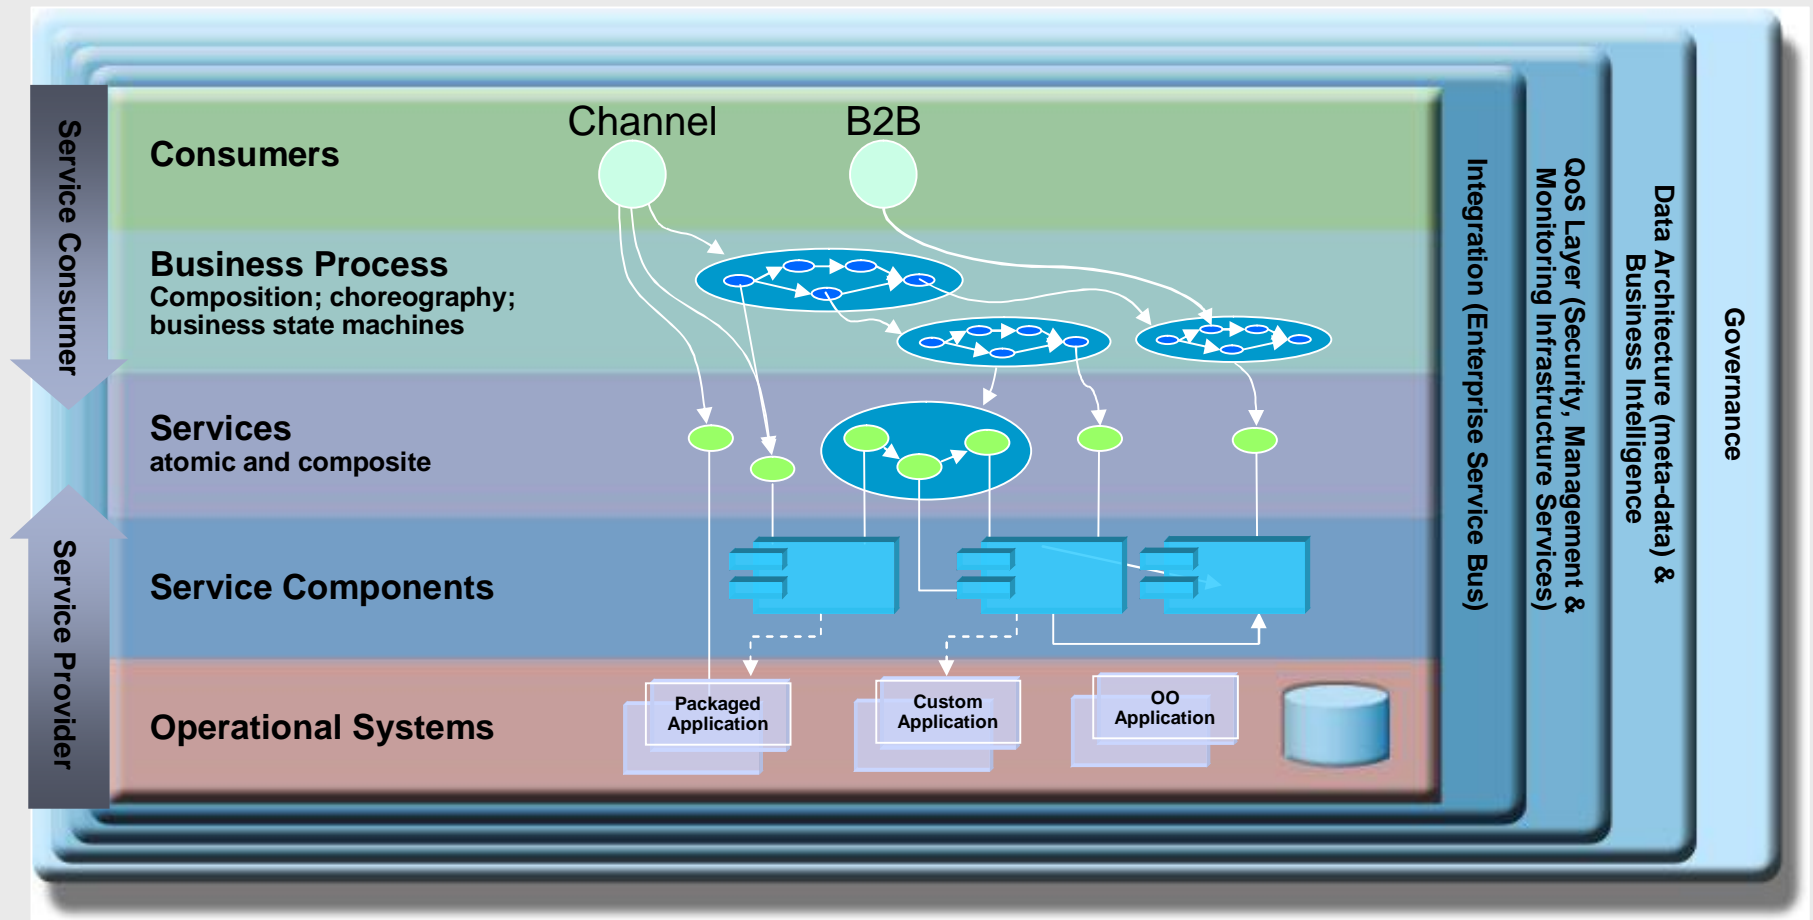 Channel
B2B
Consumers
Business Process
Composition; choreography;
business state machines
Services
atomic and composite
Service Components
Operational Systems
Packaged
Application
Custom
Application
OO
Application
Service Consumer
Service Provider
Integration (Enterprise Service Bus)
QoS Layer (Security, Management &
Monitoring Infrastructure Services)
Data Architecture (meta-data) &
Business Intelligence
Governance